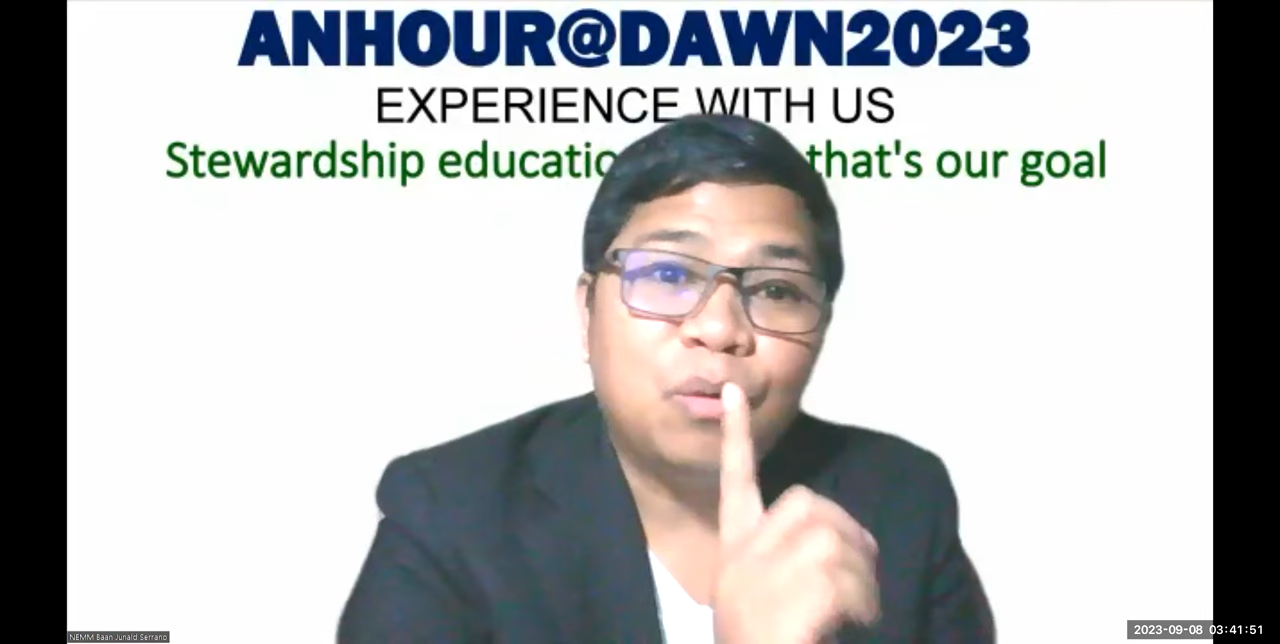 ANHOUR@DAWN2023
EXPERIENCE WITH US
Stewardship that's our goal
NEMM Baan Junald Serrano
2023-09-08 03:41:51